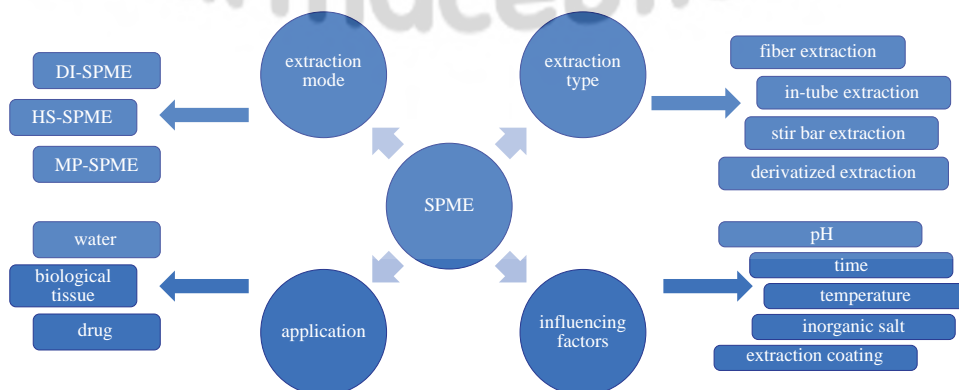 extraction
mode
DI-SPME
HS-SPME
MP-SPME
extraction
type
fiber extraction
in-tube extraction
stir bar extraction
derivatized extraction
SPME
water
biological
tissue
drug
application
influencing
factors
pH
time
temperature
inorganic salt
extraction coating